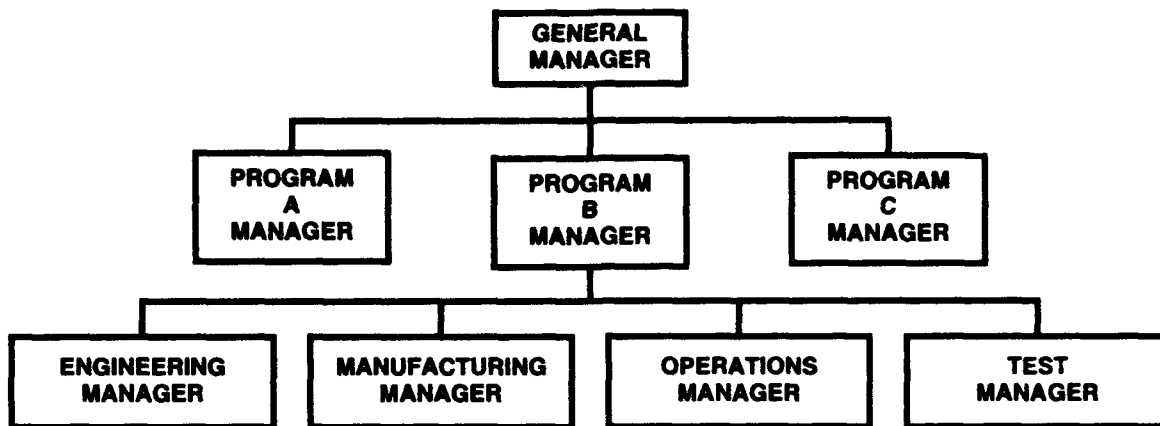 GENERAL
MANAGER
PROGRAM
A
MANAGER
PROGRAM
B
MANAGER
PROGRAM
C
MANAGER
ENGINEERING
MANAGER
MANUFACTURING
MANAGER
OPERATIONS
MANAGER
TEST
MANAGER